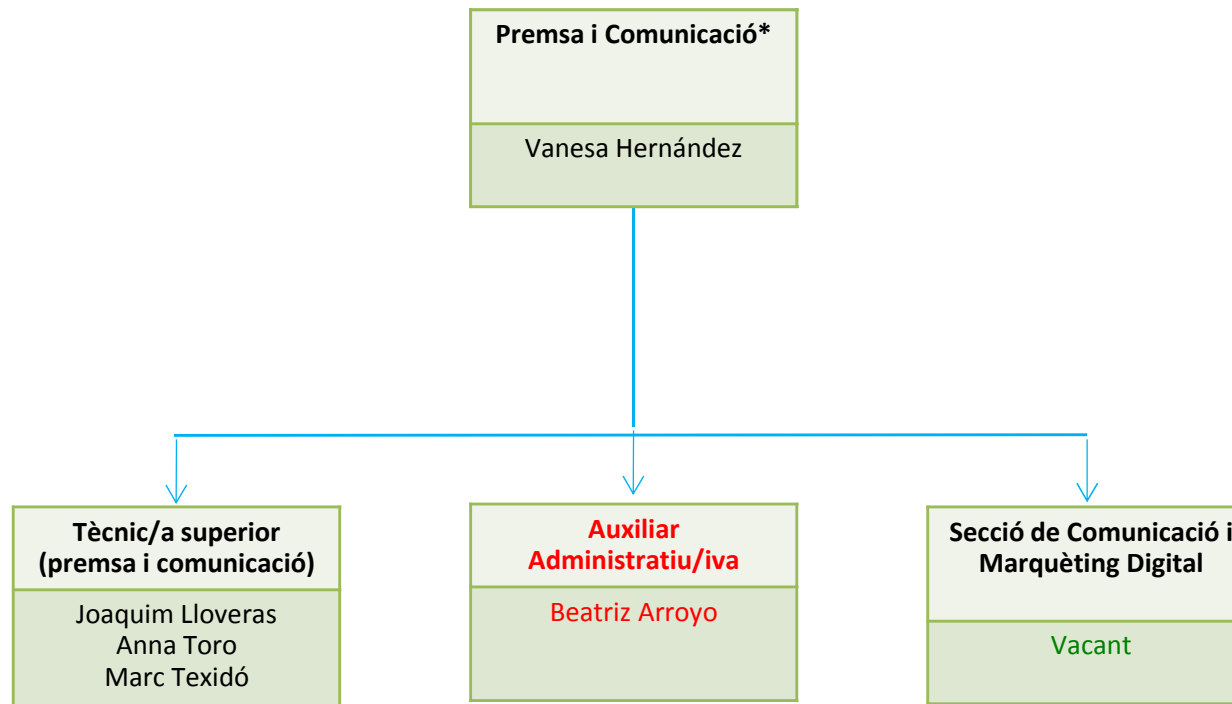 Premsa i Comunicació*
Vanesa Hernández
Tècnic/a superior
(premsa i comunicació)
Joaquim Lloveras
Anna Toro
Marc Texidó
Auxiliar
Administratiu/iva
Beatriz Arroyo
Secció de Comunicació i
Marquèting Digital
Vacant